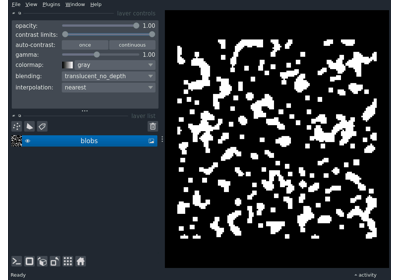 File View Plugins Window Help
layer controls
opacity: 1.00
contrast limits:
auto-contrast: once continuous
gamma: 1.00
colormap: gray
blending: translucent_no_depth
interpolation: nearest
layer list
blobs
Ready activity